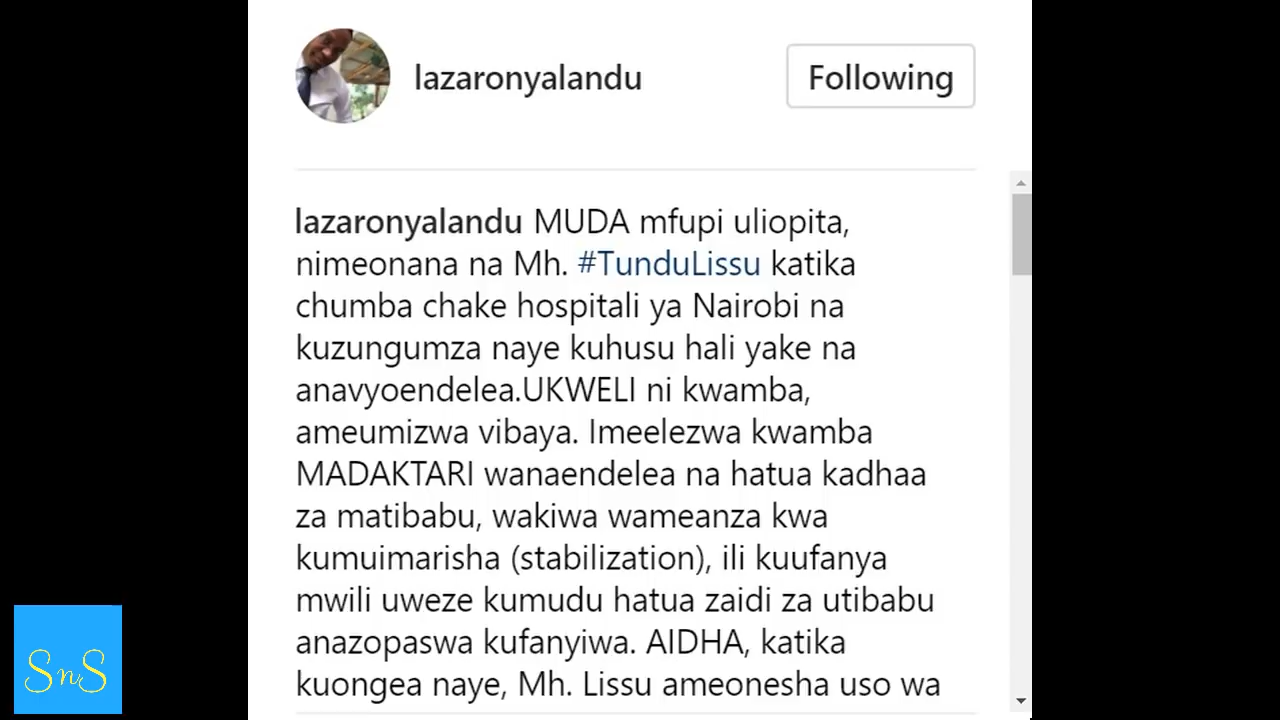 lazaronyalandu
Following
lazaronyalandu MUDA mfupi uliopita,
nimeonana na Mh. #TunduLissu katika
chumba chake hospitali ya Nairobi na
kuzungumza naye kuhusu hali yake na
anavyoendelea.UKWELI ni kwamba,
ameumizwa vibaya. Imeelezwa kwamba
MADAKTARI wanaendelea na hatua kadhaa
za matibabu, wakiwa wameanza kwa
kumuimarisha (stabilization), ili kuufanya
mwili uweze kumudu hatua zaidi za utibabu
anazopaswa kufanyiwa. AIDHA, katika
kuongea naye, Mh. Lissu ameonesha uso wa
SnS